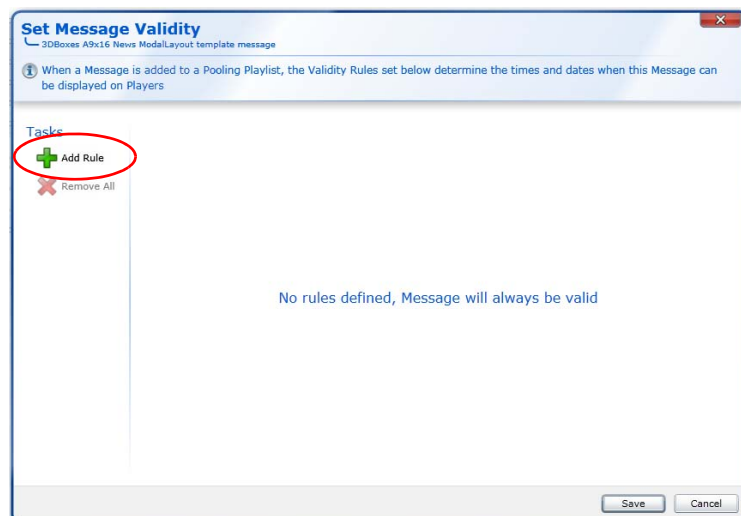 Set Message Validity
3DBoxes A9x16 News ModalLayout template message
When a Message is added to a Pooling Playlist, the Validity Rules set below determine the times and dates when this Message can
be displayed on Players
Tasks
Add Rule
Remove All
No rules defined, Message will always be valid
Save Cancel